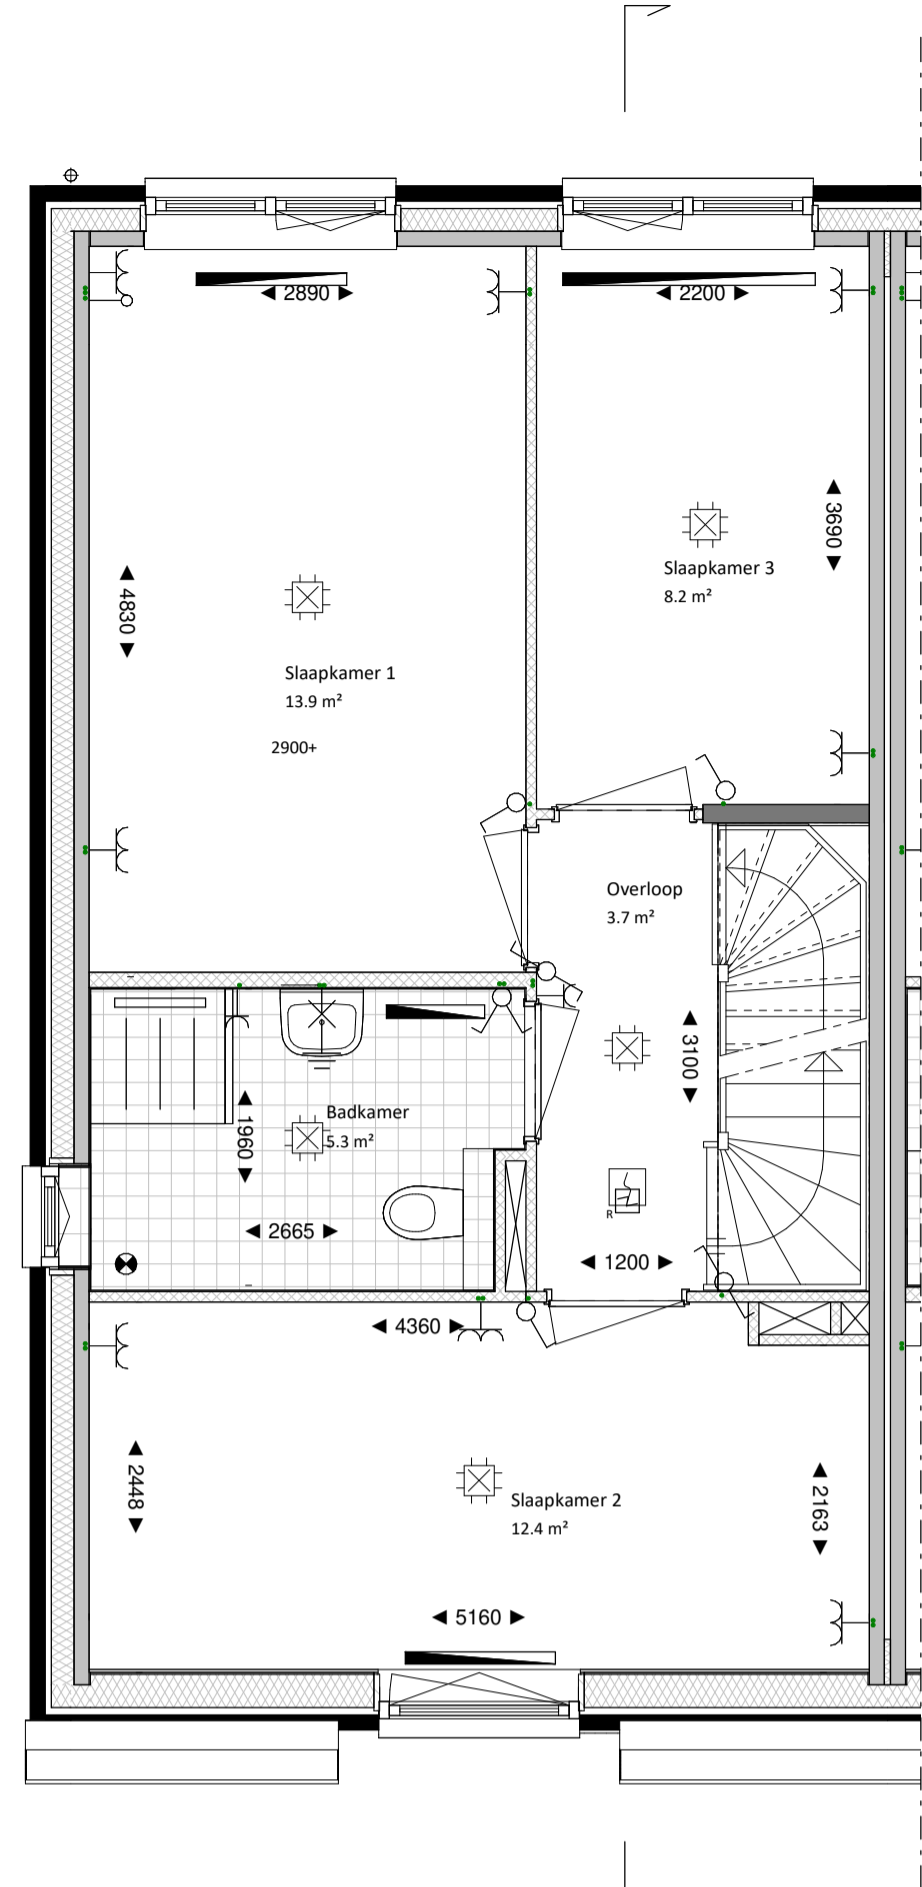 2890
2200
3690
Slaapkamer 3
8.2 m²
4830
Slaapkamer 1
13.9 m²
2900+
Overloop
3.7 m²
3100
Badkamer
5.3 m²
1960
2665
R
1200
4360
2448
Slaapkamer 2
12.4 m²
2163
5160